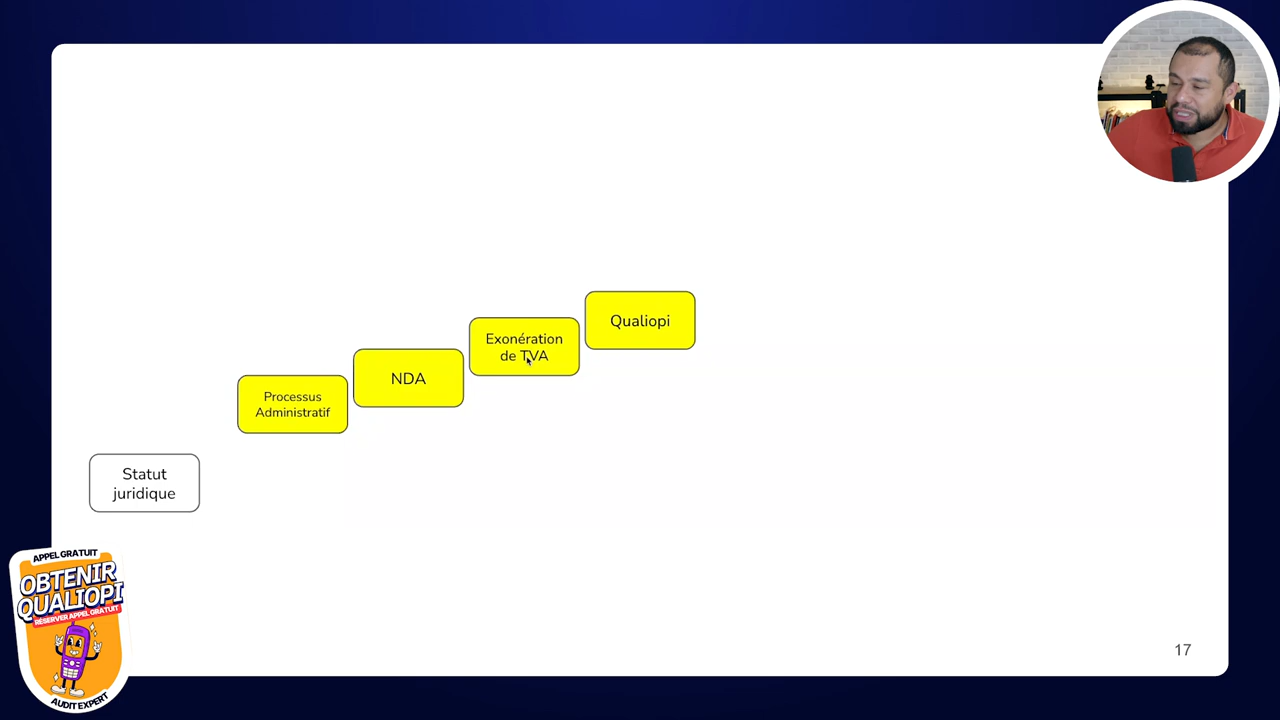 Qualiopi
Exonération
de TVA
NDA
Processus
Administratif
Statut
juridique
APPEL GRATUIT
OBTENIR
QUALIOPI
RÉSERVER APPEL GRATUIT
AUDIT EXPERT
17